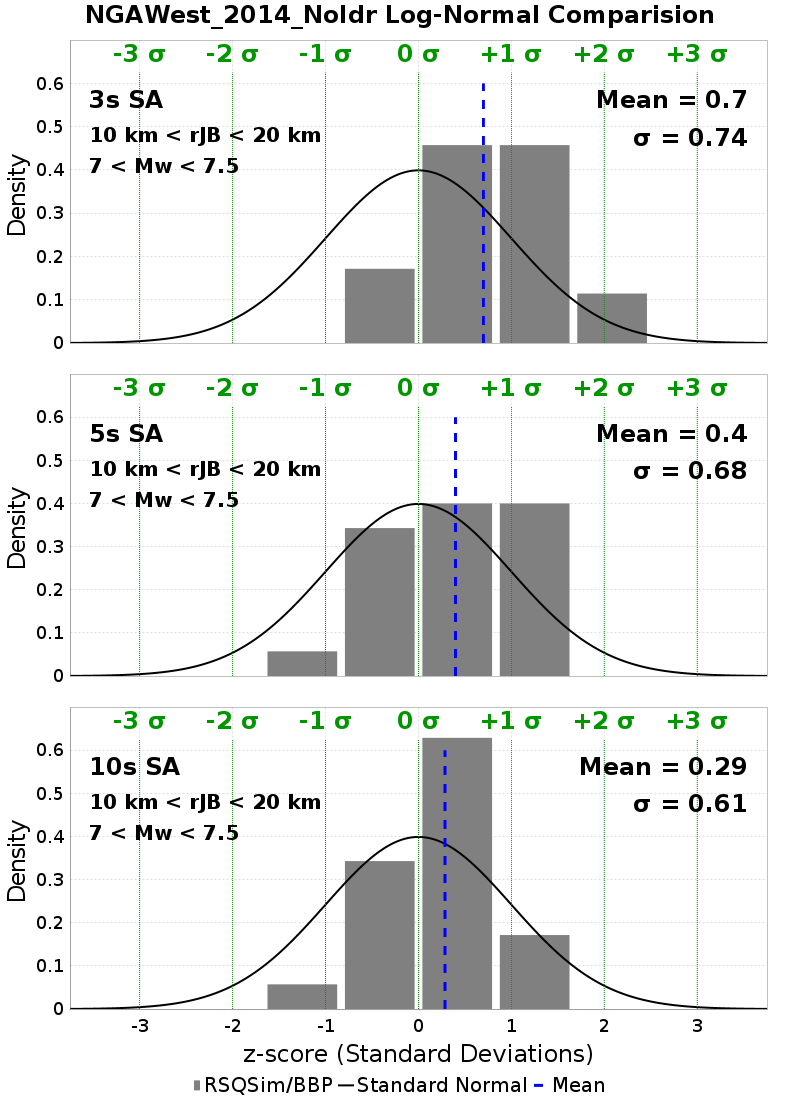 NGAWest_2014_NoIdr Log-Normal Comparision
-3 σ -2 σ -1 σ 0 σ +1 σ +2 σ +3 σ
3s SA
Mean = 0.7
10 km < rJB < 20 km
σ = 0.74
7 < Mw < 7.5
Density
0.6
0.5
0.4
0.3
0.2
0.1
0
-3 σ -2 σ -1 σ 0 σ +1 σ +2 σ +3 σ
5s SA
Mean = 0.4
10 km < rJB < 20 km
σ = 0.68
7 < Mw < 7.5
Density
0.6
0.5
0.4
0.3
0.2
0.1
0
-3 σ -2 σ -1 σ 0 σ +1 σ +2 σ +3 σ
10s SA
Mean = 0.29
10 km < rJB < 20 km
σ = 0.61
7 < Mw < 7.5
Density
0.6
0.5
0.4
0.3
0.2
0.1
0
-3 -2 -1 0 1 2 3
z-score (Standard Deviations)
RSQSim/BBP Standard Normal Mean